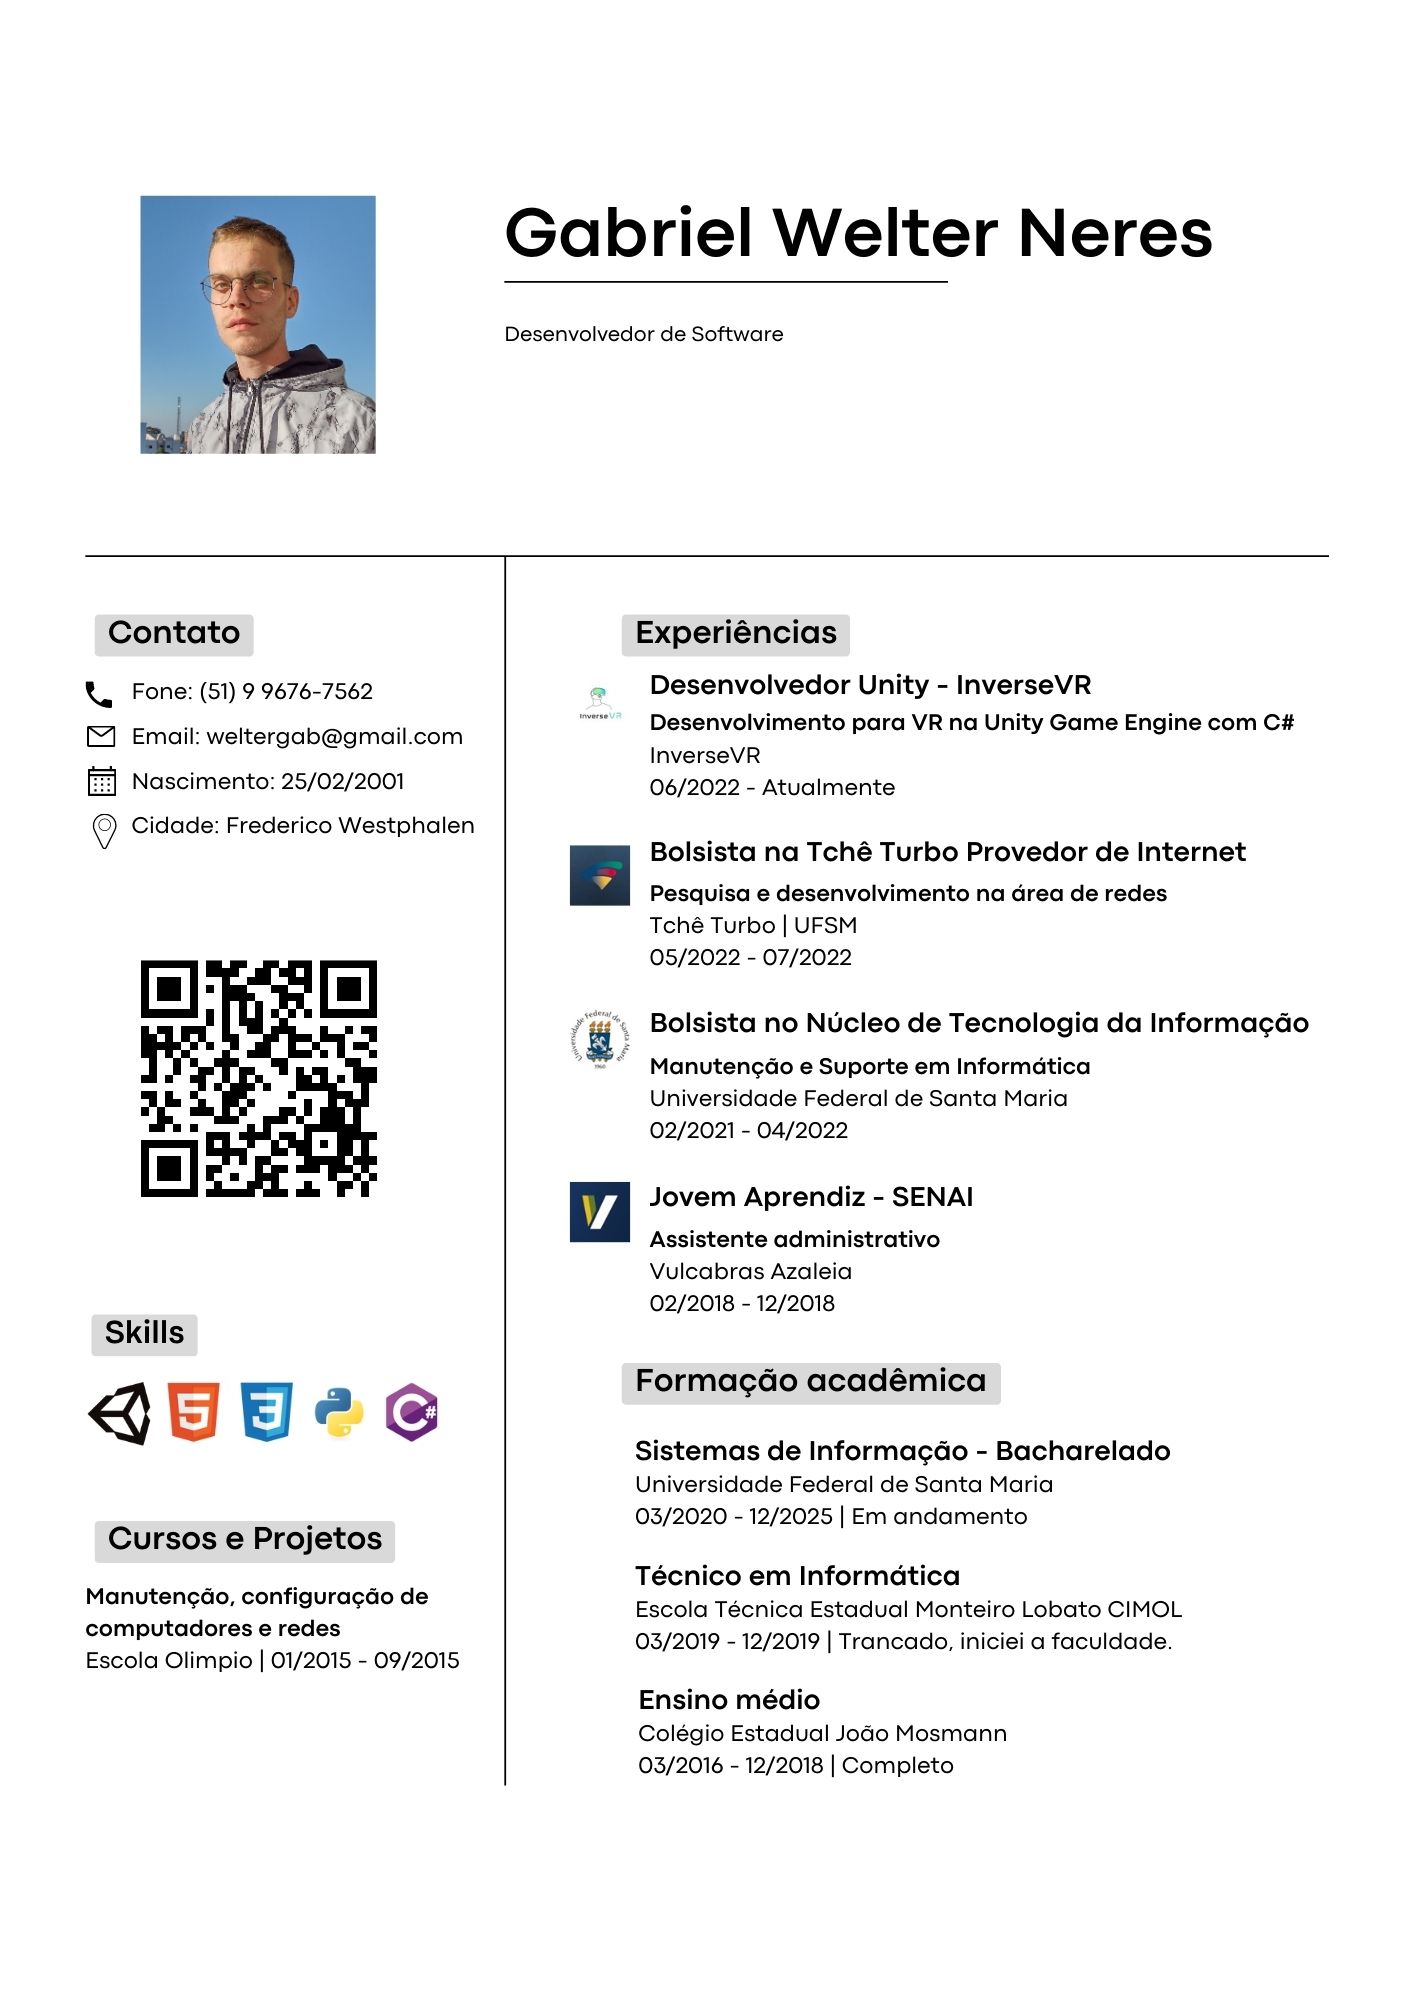 Gabriel Welter Neres
Desenvolvedor de Software
Contato
Fone: (51) 9 9676-7562
Email: weltergab@gmail.com
Nascimento: 25/02/2001
Cidade: Frederico Westphalen
Skills
5
3
C#
Cursos e Projetos
Manutenção, configuração de
computadores e redes
Escola Olimpio | 01/2015 - 09/2015
Experiências
InverseVR
Desenvolvedor Unity - InverseVR
Desenvolvimento para VR na Unity Game Engine com C#
InverseVR
06/2022 - Atualmente
Bolsista na Tchê Turbo Provedor de Internet
Pesquisa e desenvolvimento na área de redes
Tchê Turbo | UFSM
05/2022 - 07/2022
Universidade Federal de Santa Maria
1960
Bolsista no Núcleo de Tecnologia da Informação
Manutenção e Suporte em Informática
Universidade Federal de Santa Maria
02/2021 - 04/2022
V
Jovem Aprendiz - SENAI
Assistente administrativo
Vulcabras Azaleia
02/2018 - 12/2018
Formação acadêmica
Sistemas de Informação - Bacharelado
Universidade Federal de Santa Maria
03/2020 - 12/2025 | Em andamento
Técnico em Informática
Escola Técnica Estadual Monteiro Lobato CIMOL
03/2019 - 12/2019 | Trancado, iniciei a faculdade.
Ensino médio
Colégio Estadual João Mosmann
03/2016 - 12/2018 | Completo